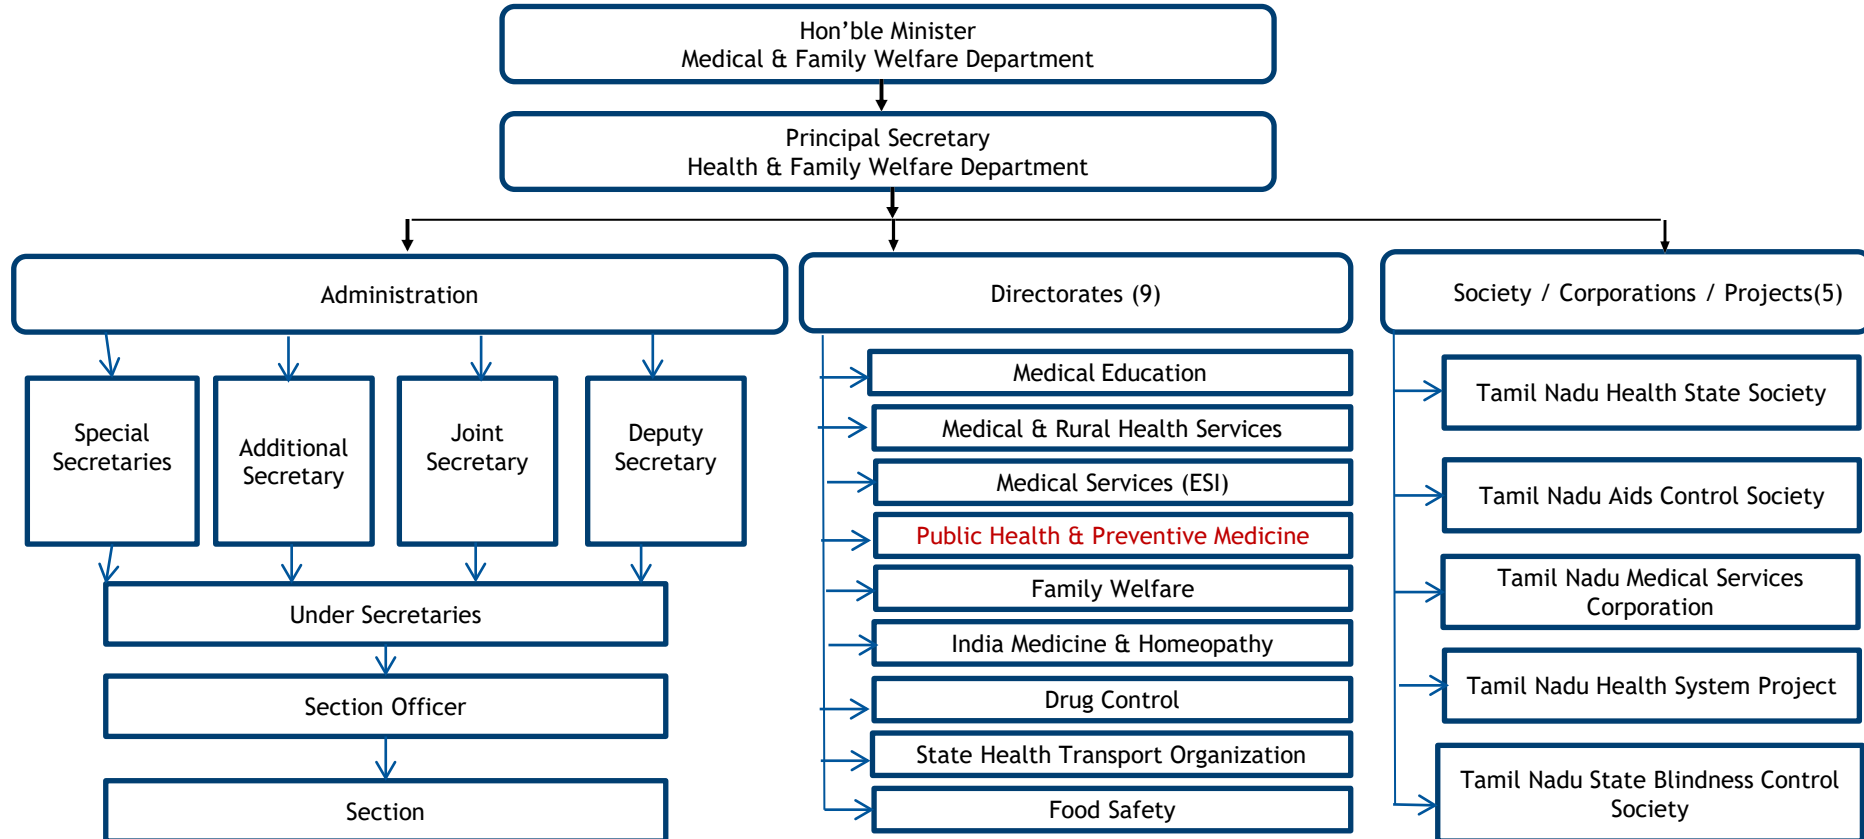 Hon’ble Minister
Medical & Family Welfare Department
Principal Secretary
Health & Family Welfare Department
Administration
Directorates (9)
Society / Corporations / Projects(5)
Special
Secretaries
Additional
Secretary
Joint
Secretary
Deputy
Secretary
Under Secretaries
Section Officer
Section
Medical Education
Medical & Rural Health Services
Medical Services (ESI)
Public Health & Preventive Medicine
Family Welfare
India Medicine & Homeopathy
Drug Control
State Health Transport Organization
Food Safety
Tamil Nadu Health State Society
Tamil Nadu Aids Control Society
Tamil Nadu Medical Services
Corporation
Tamil Nadu Health System Project
Tamil Nadu State Blindness Control
Society